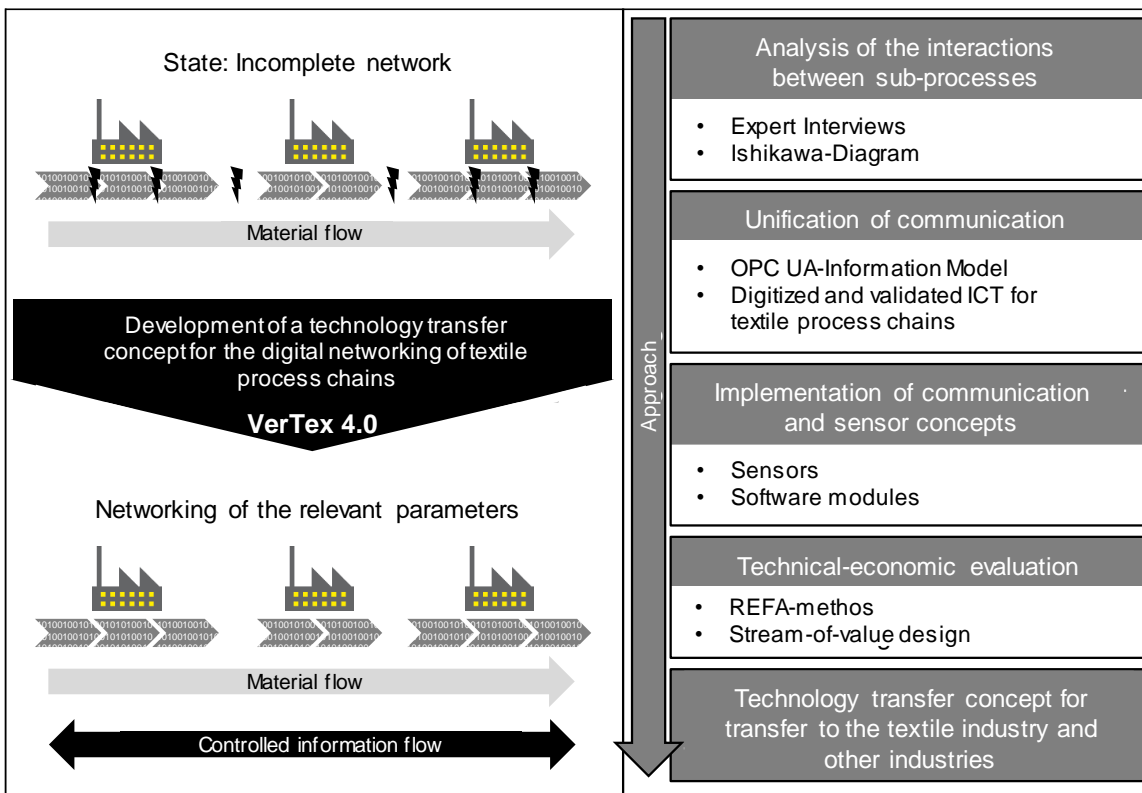 State: Incomplete network
Material flow
Development of a technology transfer
concept for the digital networking of textile
process chains
VerTex 4.0
Networking of the relevant parameters
Material flow
Controlled information flow
Approach
Analysis of the interactions
between sub-processes
• Expert Interviews
• Ishikawa-Diagram
Unification of communication
• OPC UA-Information Model
• Digitized and validated ICT for
textile process chains
Implementation of communication
and sensor concepts
• Sensors
• Software modules
Technical-economic evaluation
• REFA-methos
• Stream-of-value design
Technology transfer concept for
transfer to the textile industry and
other industries